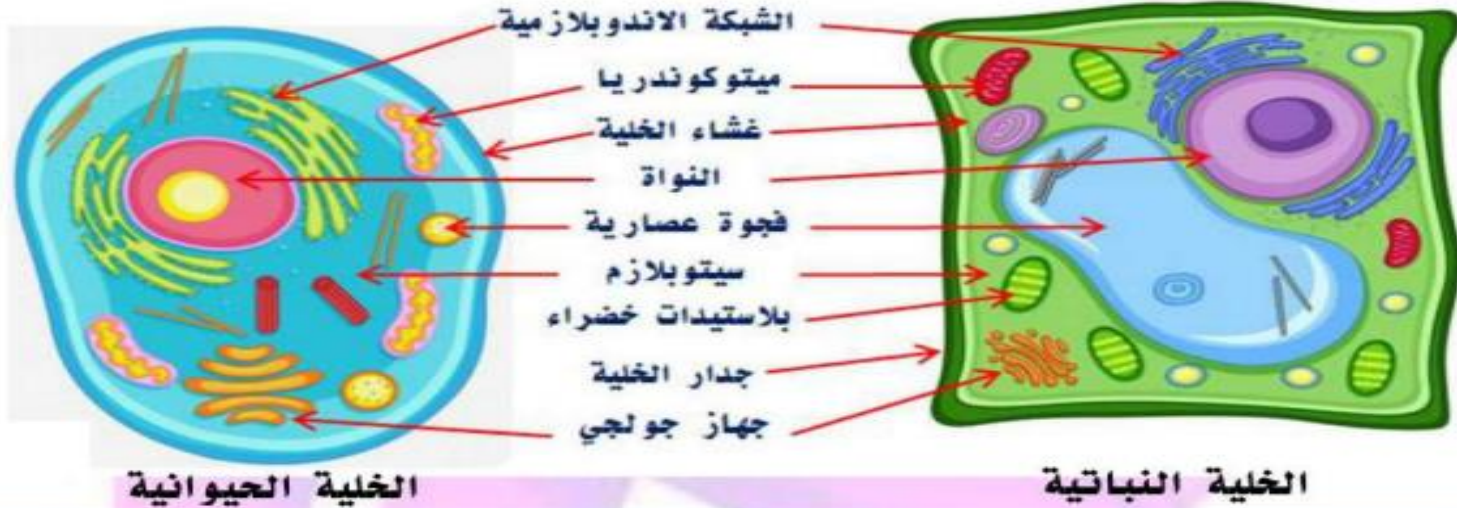 الشبكة الاندوبلازمية
ميتوكوندريا
غشاء الخلية
النواة
فجوة عصارية
سيتوبلازم
بلاستيدات خضراء
جدار الخلية
جهاز جولجي
الخلية النباتية
الخلية الحيوانية